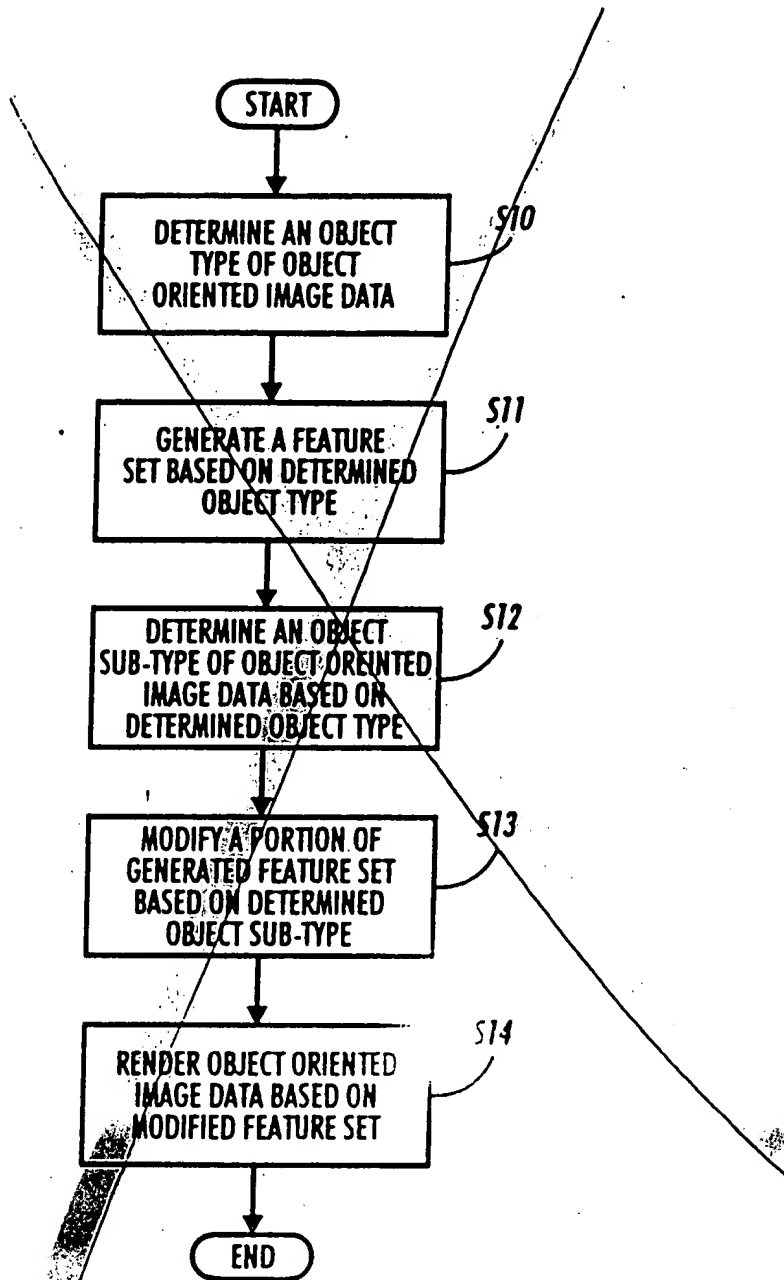 START
DETERMINE AN OBJECT
TYPE OF OBJECT
ORIENTED IMAGE DATA
S10
GENERATE A FEATURE
SET BASED ON DETERMINED
OBJECT TYPE
S11
DETERMINE AN OBJECT
SUB-TYPE OF OBJECT OREINTED
IMAGE DATA BASED ON
DETERMINED OBJECT TYPE
S12
MODIFY A PORTION OF
GENERATED FEATURE SET
BASED ON DETERMINED
OBJECT SUB-TYPE
S13
RENDER OBJECT ORIENTED
IMAGE DATA BASED ON
MODIFIED FEATURE SET
S14
END